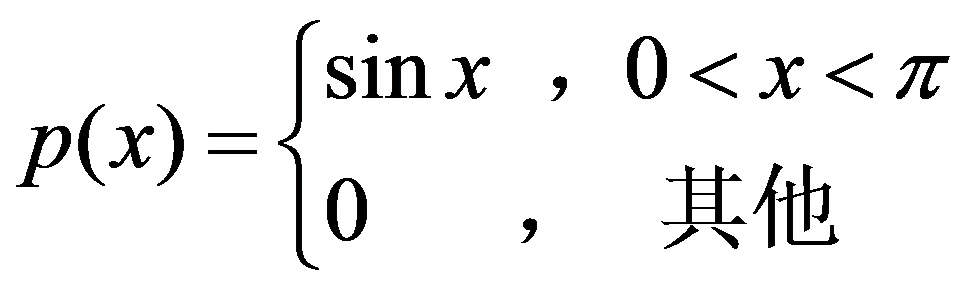 p(x) = { sin x ， 0 < x < π
0 ， 其他